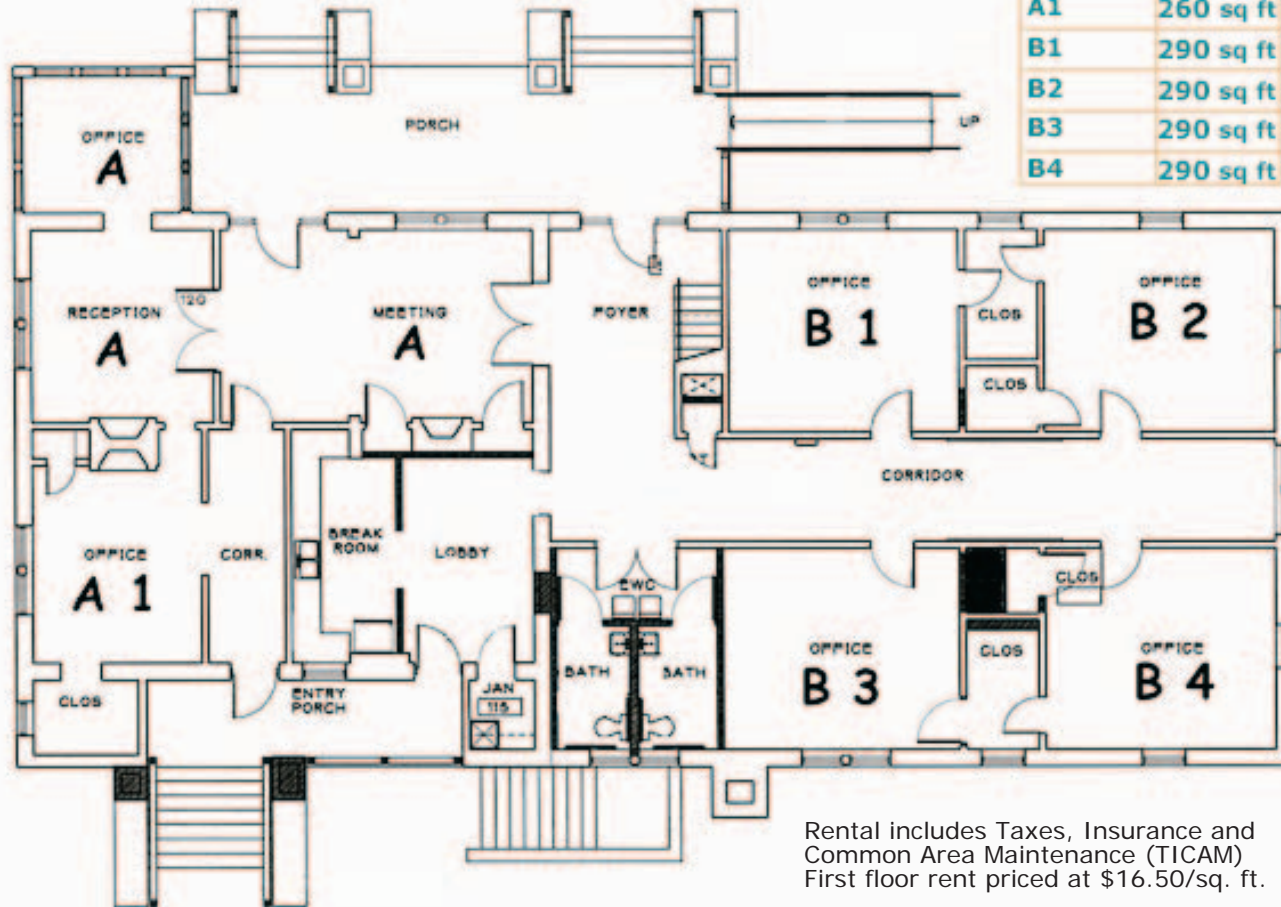 A1 260 sq ft
B1 290 sq ft
B2 290 sq ft
B3 290 sq ft
B4 290 sq ft
PORCH
UP
OFFICE
A
RECEPTION
A
120
MEETING
A
FOYER
OFFICE
B 1
CLOS
CLOS
OFFICE
B 2
CORRIDOR
OFFICE
A 1
CORR.
BREAK
ROOM
LOBBY
EWC
BATH
BATH
CLOS
ENTRY
PORCH
JAN
115
OFFICE
B 3
CLOS
CLOS
OFFICE
B 4
Rental includes Taxes, Insurance and
Common Area Maintenance (TICAM)
First floor rent priced at $16.50/sq. ft.